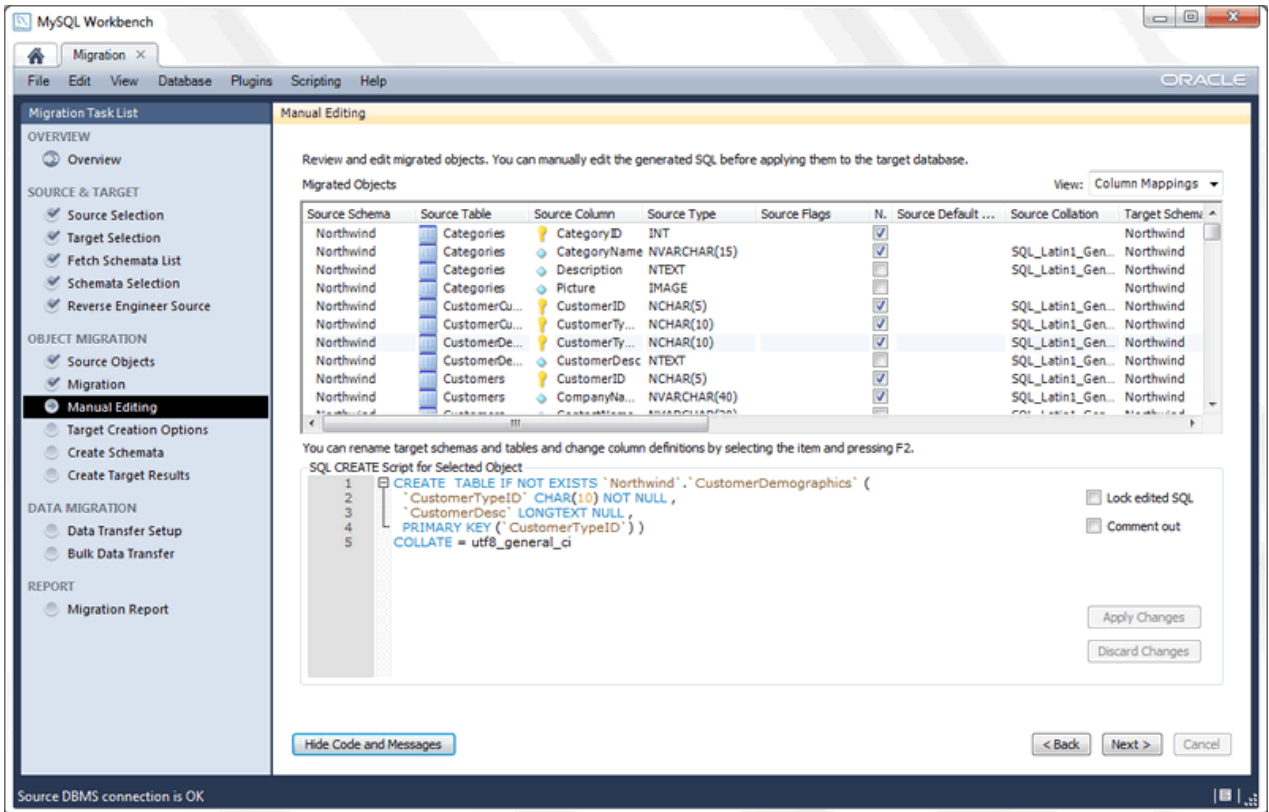 MySQL Workbench
Migration
File Edit View Database Plugins Scripting Help
ORACLE
Migration Task List
OVERVIEW
Overview
SOURCE & TARGET
Source Selection
Target Selection
Fetch Schemata List
Schemata Selection
Reverse Engineer Source
OBJECT MIGRATION
Source Objects
Migration
Manual Editing
Target Creation Options
Create Schemata
Create Target Results
DATA MIGRATION
Data Transfer Setup
Bulk Data Transfer
REPORT
Migration Report
Manual Editing
Review and edit migrated objects. You can manually edit the generated SQL before applying them to the target database.
Migrated Objects View: Column Mappings
Source Schema Source Table Source Column Source Type Source Flags N. Source Default ... Source Collation Target Schema
Northwind Categories CategoryID INT Northwind
Northwind Categories CategoryName NVARCHAR(15) SQL_Latin1_Gen... Northwind
Northwind Categories Description NTEXT SQL_Latin1_Gen... Northwind
Northwind Categories Picture IMAGE Northwind
Northwind CustomerCu... CustomerID NCHAR(5) SQL_Latin1_Gen... Northwind
Northwind CustomerCu... CustomerTy... NCHAR(10) SQL_Latin1_Gen... Northwind
Northwind CustomerDe... CustomerTy... NCHAR(10) SQL_Latin1_Gen... Northwind
Northwind CustomerDe... CustomerDesc NTEXT SQL_Latin1_Gen... Northwind
Northwind Customers CustomerID NCHAR(5) SQL_Latin1_Gen... Northwind
Northwind Customers CompanyNa... NVARCHAR(40) SQL_Latin1_Gen... Northwind
You can rename target schemas and tables and change column definitions by selecting the item and pressing F2.
SQL CREATE Script for Selected Object
1 CREATE TABLE IF NOT EXISTS `Northwind`.`CustomerDemographics` (
2 `CustomerTypeID` CHAR(10) NOT NULL ,
3 `CustomerDesc` LONGTEXT NULL ,
4 PRIMARY KEY (`CustomerTypeID`) )
5 COLLATE = utf8_general_ci
Lock edited SQL
Comment out
Apply Changes
Discard Changes
Hide Code and Messages
< Back Next > Cancel
Source DBMS connection is OK